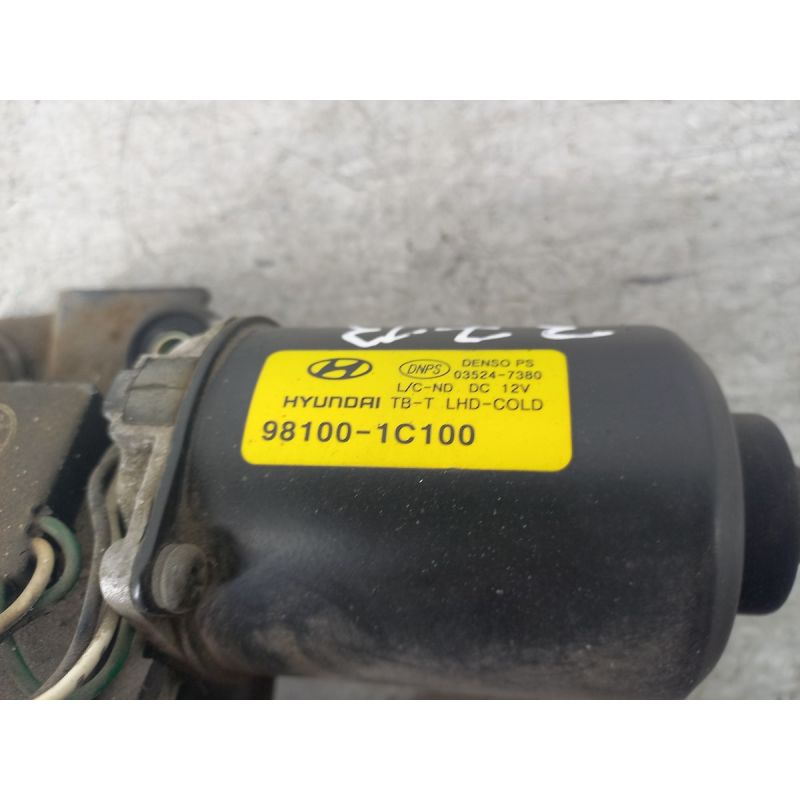 DNPS DENSO PS
03524-7380
L/C-ND DC 12V
HYUNDAI TB-T LHD-COLD
98100-1C100